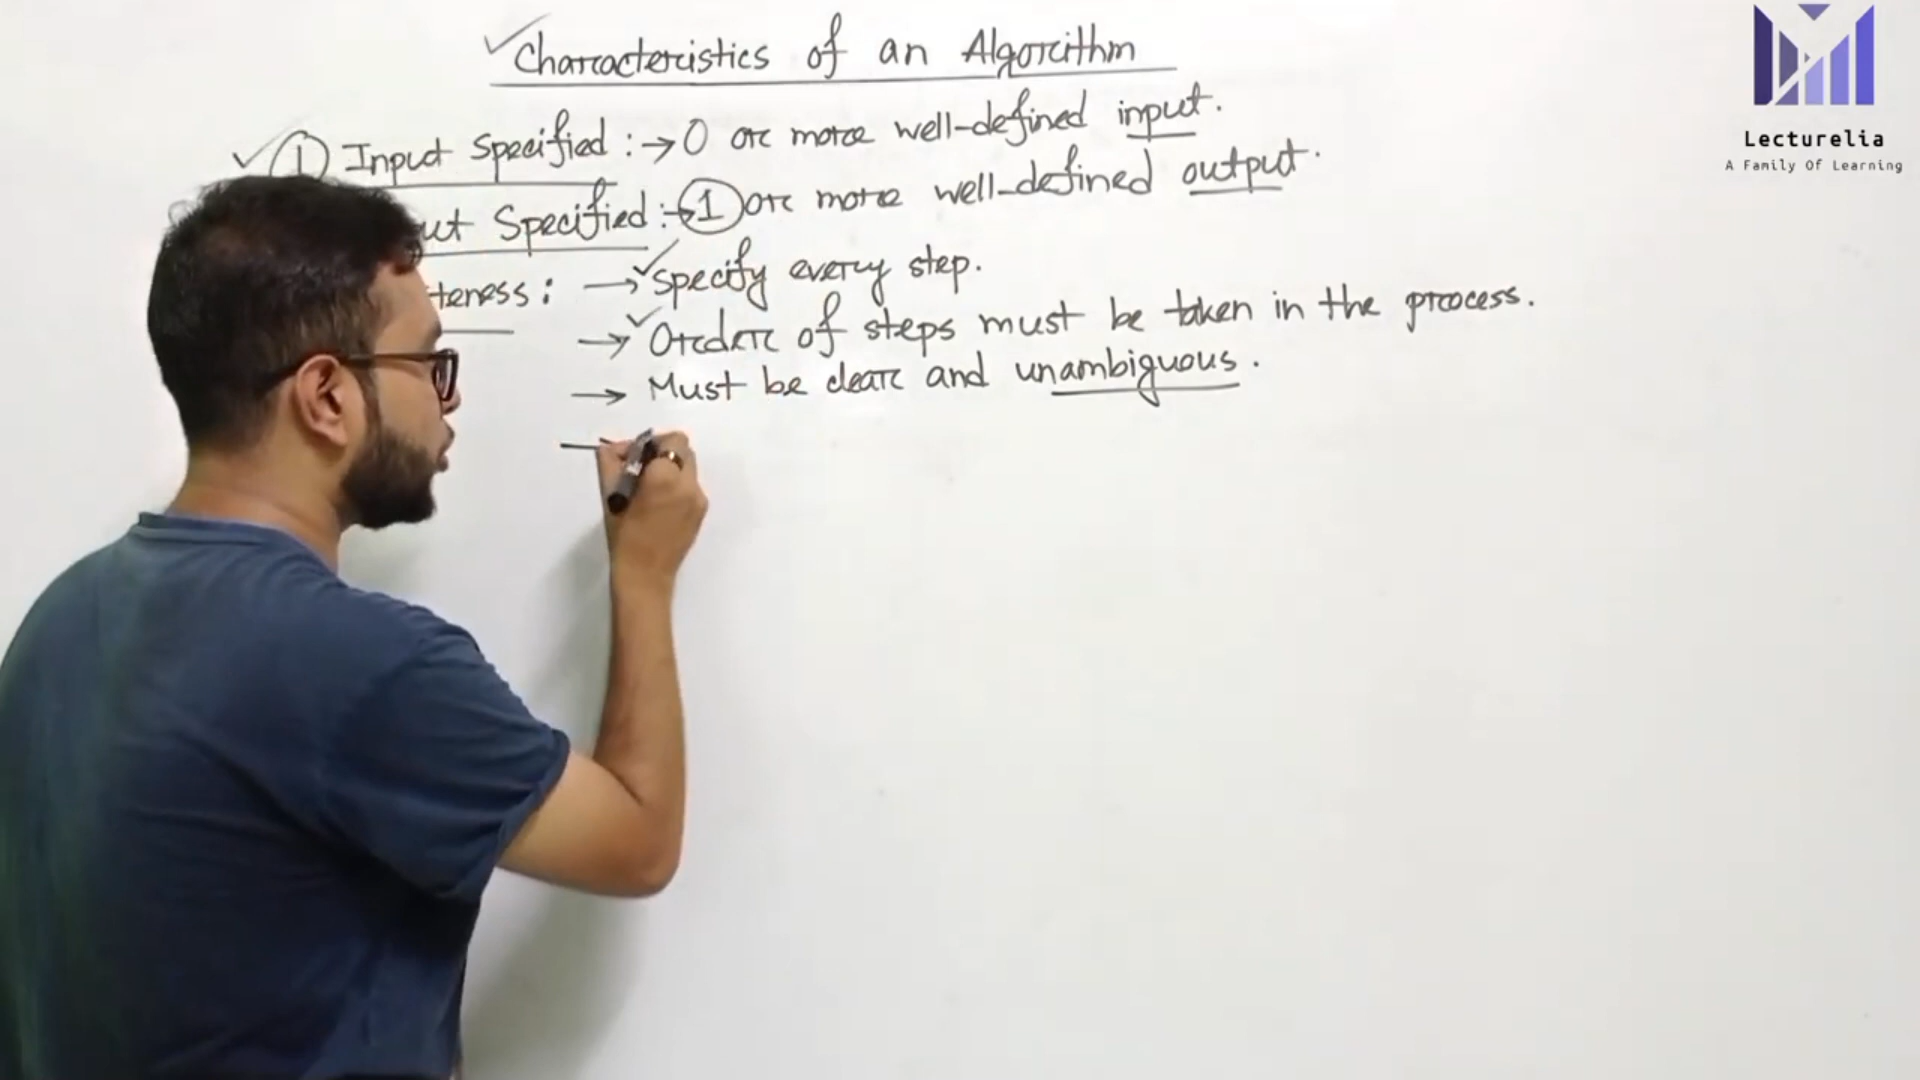 Characteristics of an Algorithm
① Input Specified : → 0 or more well-defined input.
ut Specified : → ① or more well-defined output.
teness : → Specify every step.
→ Order of steps must be taken in the process.
→ Must be clear and unambiguous.
Lecturelia
A Family Of Learning